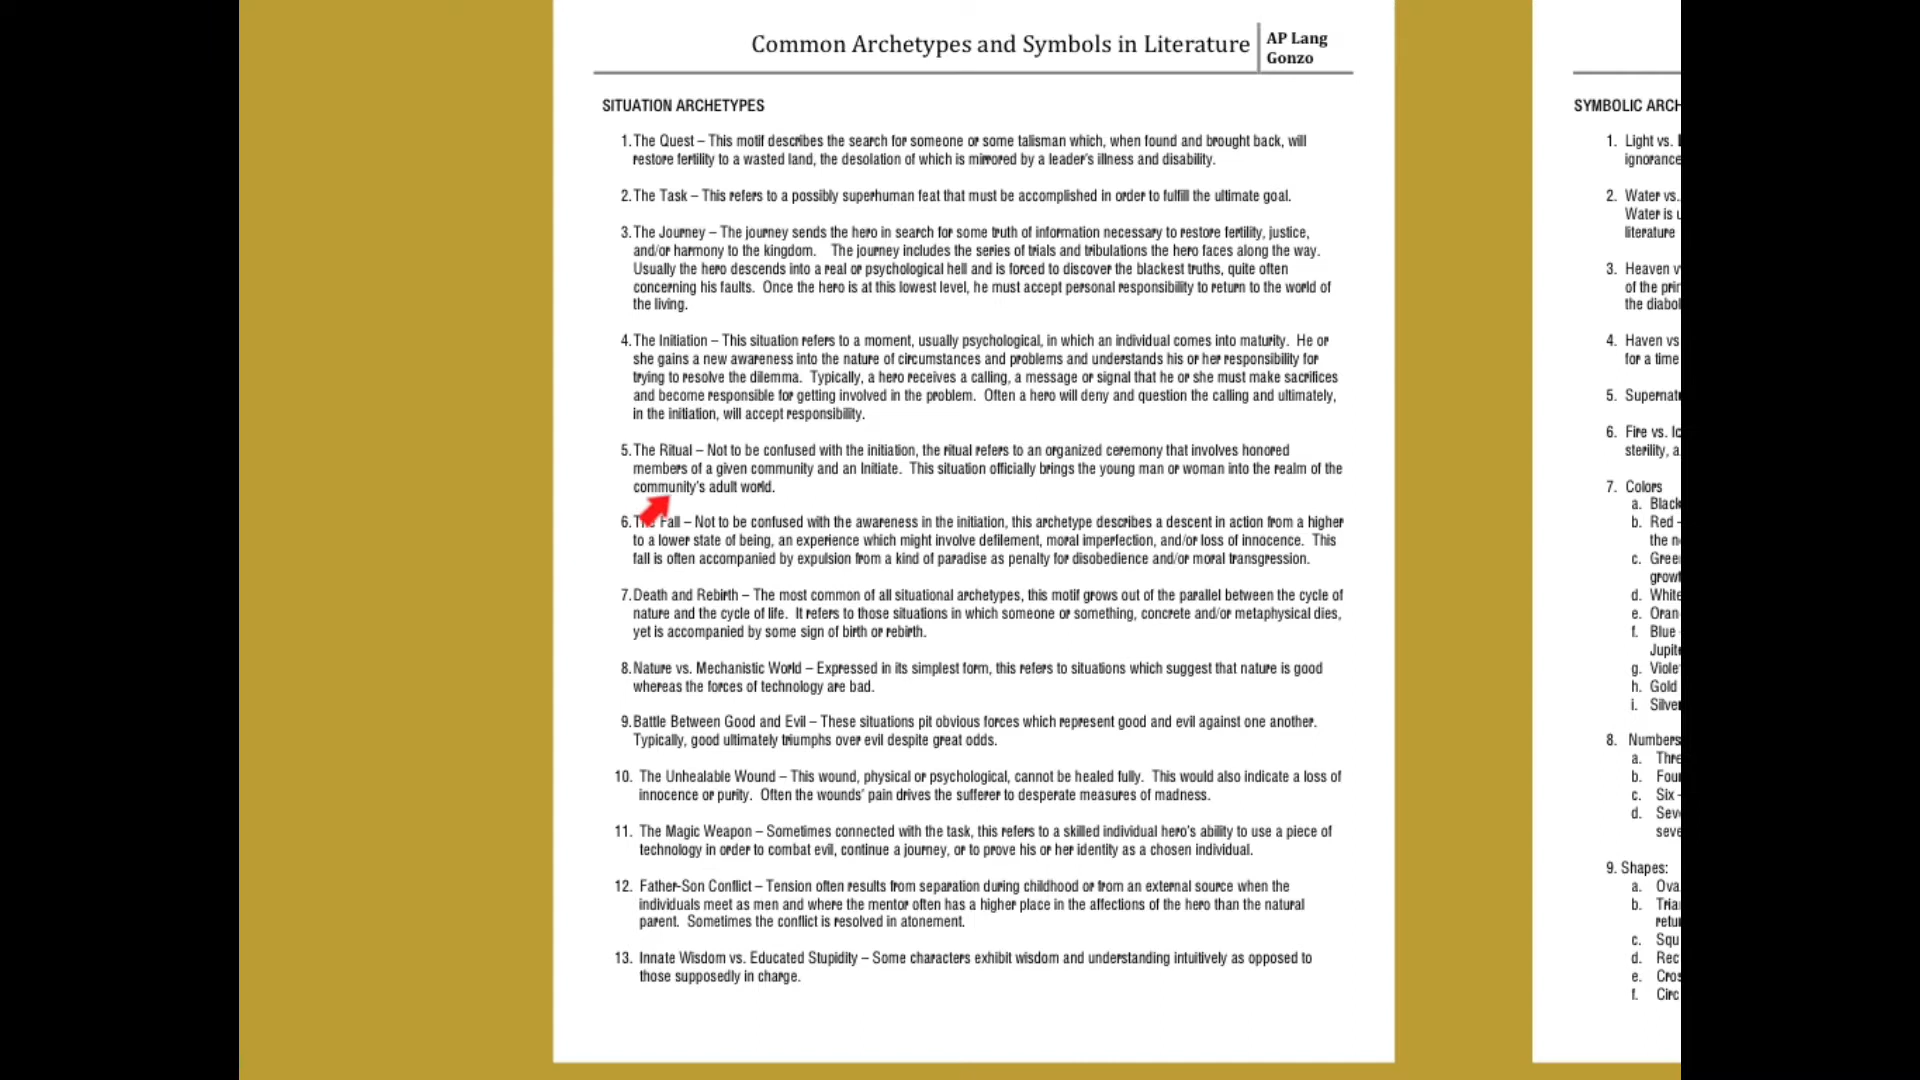 Common Archetypes and Symbols in Literature
AP Lang
Gonzo
SITUATION ARCHETYPES
1. The Quest – This motif describes the search for someone or some talisman which, when found and brought back, will
restore fertility to a wasted land, the desolation of which is mirrored by a leader's illness and disability.
2. The Task – This refers to a possibly superhuman feat that must be accomplished in order to fulfill the ultimate goal.
3. The Journey – The journey sends the hero in search for some truth of information necessary to restore fertility, justice,
and/or harmony to the kingdom. The journey includes the series of trials and tribulations the hero faces along the way.
Usually the hero descends into a real or psychological hell and is forced to discover the blackest truths, quite often
concerning his faults. Once the hero is at this lowest level, he must accept personal responsibility to return to the world of
the living.
4. The Initiation – This situation refers to a moment, usually psychological, in which an individual comes into maturity. He or
she gains a new awareness into the nature of circumstances and problems and understands his or her responsibility for
trying to resolve the dilemma. Typically, a hero receives a calling, a message or signal that he or she must make sacrifices
and become responsible for getting involved in the problem. Often a hero will deny and question the calling and ultimately,
in the initiation, will accept responsibility.
5. The Ritual – Not to be confused with the initiation, the ritual refers to an organized ceremony that involves honored
members of a given community and an Initiate. This situation officially brings the young man or woman into the realm of the
community's adult world.
6. The Fall – Not to be confused with the awareness in the initiation, this archetype describes a descent in action from a higher
to a lower state of being, an experience which might involve defilement, moral imperfection, and/or loss of innocence. This
fall is often accompanied by expulsion from a kind of paradise as penalty for disobedience and/or moral transgression.
7. Death and Rebirth – The most common of all situational archetypes, this motif grows out of the parallel between the cycle of
nature and the cycle of life. It refers to those situations in which someone or something, concrete and/or metaphysical dies,
yet is accompanied by some sign of birth or rebirth.
8. Nature vs. Mechanistic World – Expressed in its simplest form, this refers to situations which suggest that nature is good
whereas the forces of technology are bad.
9. Battle Between Good and Evil – These situations pit obvious forces which represent good and evil against one another.
Typically, good ultimately triumphs over evil despite great odds.
10. The Unhealable Wound – This wound, physical or psychological, cannot be healed fully. This would also indicate a loss of
innocence or purity. Often the wounds' pain drives the sufferer to desperate measures of madness.
11. The Magic Weapon – Sometimes connected with the task, this refers to a skilled individual hero's ability to use a piece of
technology in order to combat evil, continue a journey, or to prove his or her identity as a chosen individual.
12. Father-Son Conflict – Tension often results from separation during childhood or from an external source when the
individuals meet as men and where the mentor often has a higher place in the affections of the hero than the natural
parent. Sometimes the conflict is resolved in atonement.
13. Innate Wisdom vs. Educated Stupidity – Some characters exhibit wisdom and understanding intuitively as opposed to
those supposedly in charge.
SYMBOLIC
1. Light vs.
ignorance
2. Water vs.
Water is
literature
3. Heaven
of the
the
4. Haven vs
for a time
5.
6. Fire vs.
sterility,
7. Colors
a. Black
b. Red –
the
c.
d. White
e.
f. Blue
g.
h. Gold
i.
8. Numbers
a.
b.
c. Six -
d.
9. Shapes:
a.
b.
c.
d.
e.
f.